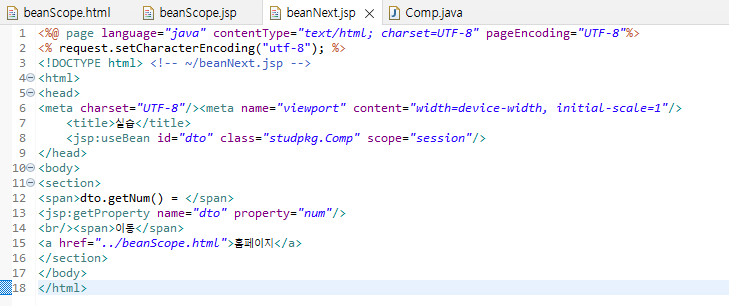 beanScope.html beanScope.jsp beanNext.jsp Comp.java
1 <%@ page language="java" contentType="text/html; charset=UTF-8" pageEncoding="UTF-8"%>
2 <% request.setCharacterEncoding("utf-8"); %>
3 <!DOCTYPE html> <!-- ~/beanNext.jsp -->
4 <html>
5 <head>
6 <meta charset="UTF-8"/><meta name="viewport" content="width=device-width, initial-scale=1"/>
7     <title>실습</title>
8     <jsp:useBean id="dto" class="studpkg.Comp" scope="session"/>
9 </head>
10 <body>
11 <section>
12 <span>dto.getNum() = </span>
13 <jsp:getProperty name="dto" property="num"/>
14 <br/><span>이동</span>
15 <a href="../beanScope.html">홈페이지</a>
16 </section>
17 </body>
18 </html>